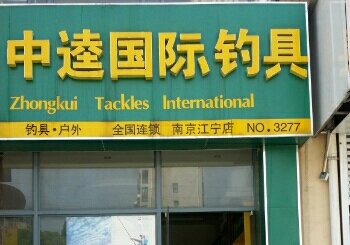 中逵国际钓具
Zhongkui Tackles International
钓具·户外 全国连锁 南京江宁店 NO.3277